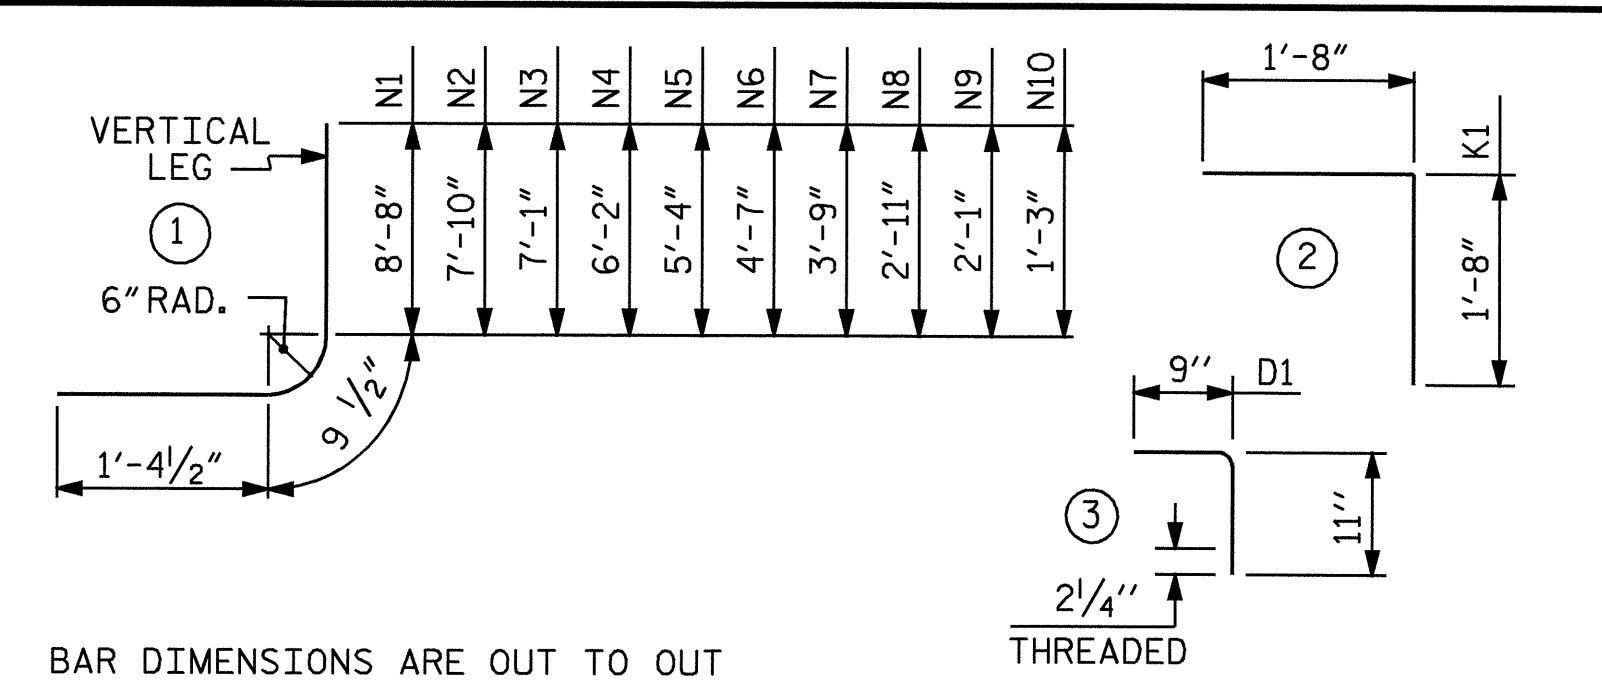 N1
N2
N3
N4
N5
N6
N7
N8
N9
N10
1'-8"
VERTICAL
LEG
K1
8'-8"
7'-10"
7'-1"
6'-2"
5'-4"
4'-7"
3'-9"
2'-11"
2'-1"
1'-3"
1
2
1'-8"
6" RAD.
9"
D1
9 1/2"
1'-4 1/2"
3
11"
2 1/4"
THREADED
BAR DIMENSIONS ARE OUT TO OUT